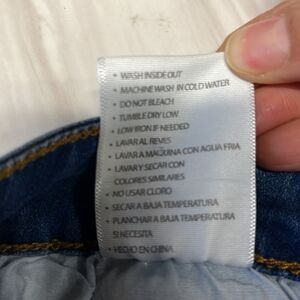 • WASH INSIDE OUT
• MACHINE WASH IN COLD WATER
• DO NOT BLEACH
• TUMBLE DRY LOW
• LOW IRON IF NEEDED
• LAVAR AL REVES
• LAVAR A MAQUINA CON AGUA FRIA
• LAVAR Y SECAR CON
COLORES SIMILARES
• NO USAR CLORO
• SECAR A BAJA TEMPERATURA
• PLANCHAR A BAJA TEMPERATURA
SI NECESITA
• HECHO EN CHINA